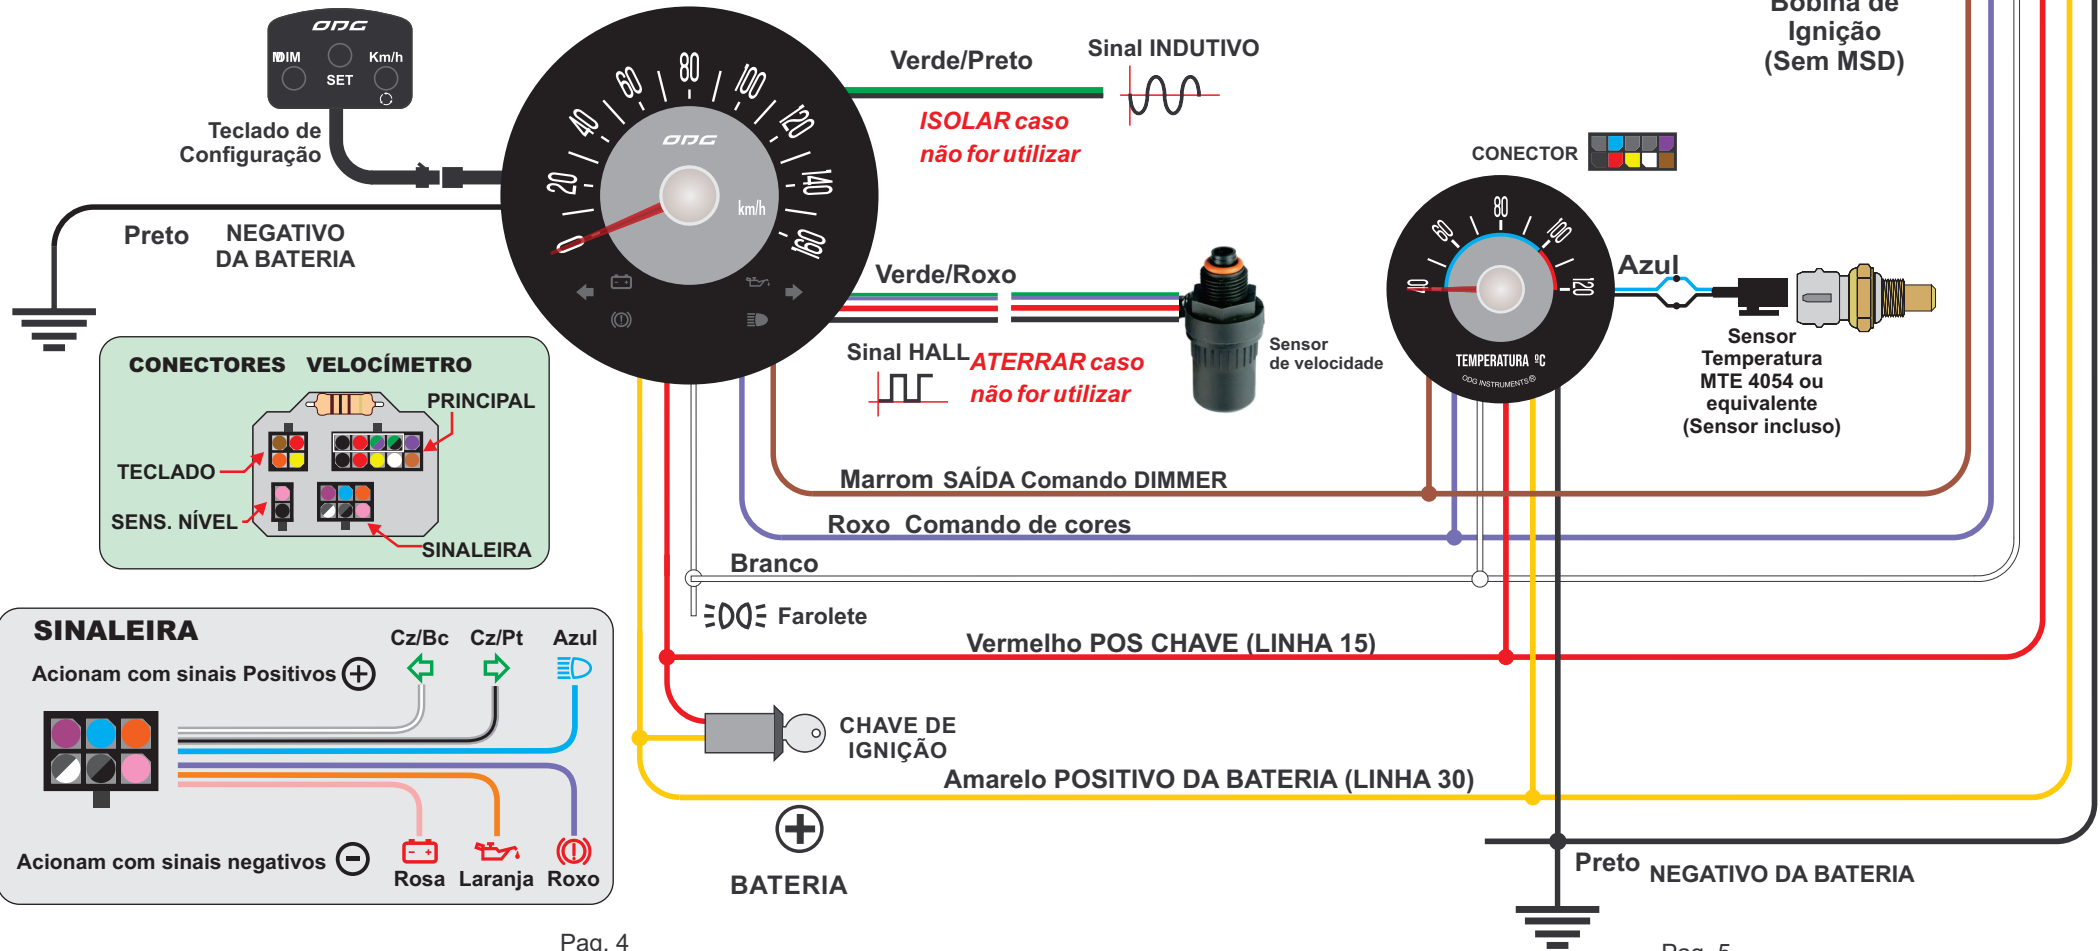 ODG
DIM
SET
Km/h
Teclado de
Configuração
Preto
NEGATIVO
DA BATERIA
0
20
40
60
80
100
120
140
160
ODG
km/h
Verde/Preto
Sinal INDUTIVO
ISOLAR caso
não for utilizar
Verde/Roxo
Sinal HALL
ATERRAR caso
não for utilizar
Sensor
de velocidade
Bobina de
Ignição
(Sem MSD)
CONECTOR
40
60
80
100
120
TEMPERATURA ºC
ODG INSTRUMENTS®
Azul
Sensor
Temperatura
MTE 4054 ou
equivalente
(Sensor incluso)
CONECTORES VELOCÍMETRO
PRINCIPAL
TECLADO
SENS. NÍVEL
SINALEIRA
Marrom SAÍDA Comando DIMMER
Roxo Comando de cores
Branco
Farolete
Vermelho POS CHAVE (LINHA 15)
CHAVE DE
IGNIÇÃO
Amarelo POSITIVO DA BATERIA (LINHA 30)
BATERIA
Preto
NEGATIVO DA BATERIA
SINALEIRA
Cz/Bc Cz/Pt Azul
Acionam com sinais Positivos +
Acionam com sinais negativos -
Rosa Laranja Roxo
Pag. 4
Pag. 5